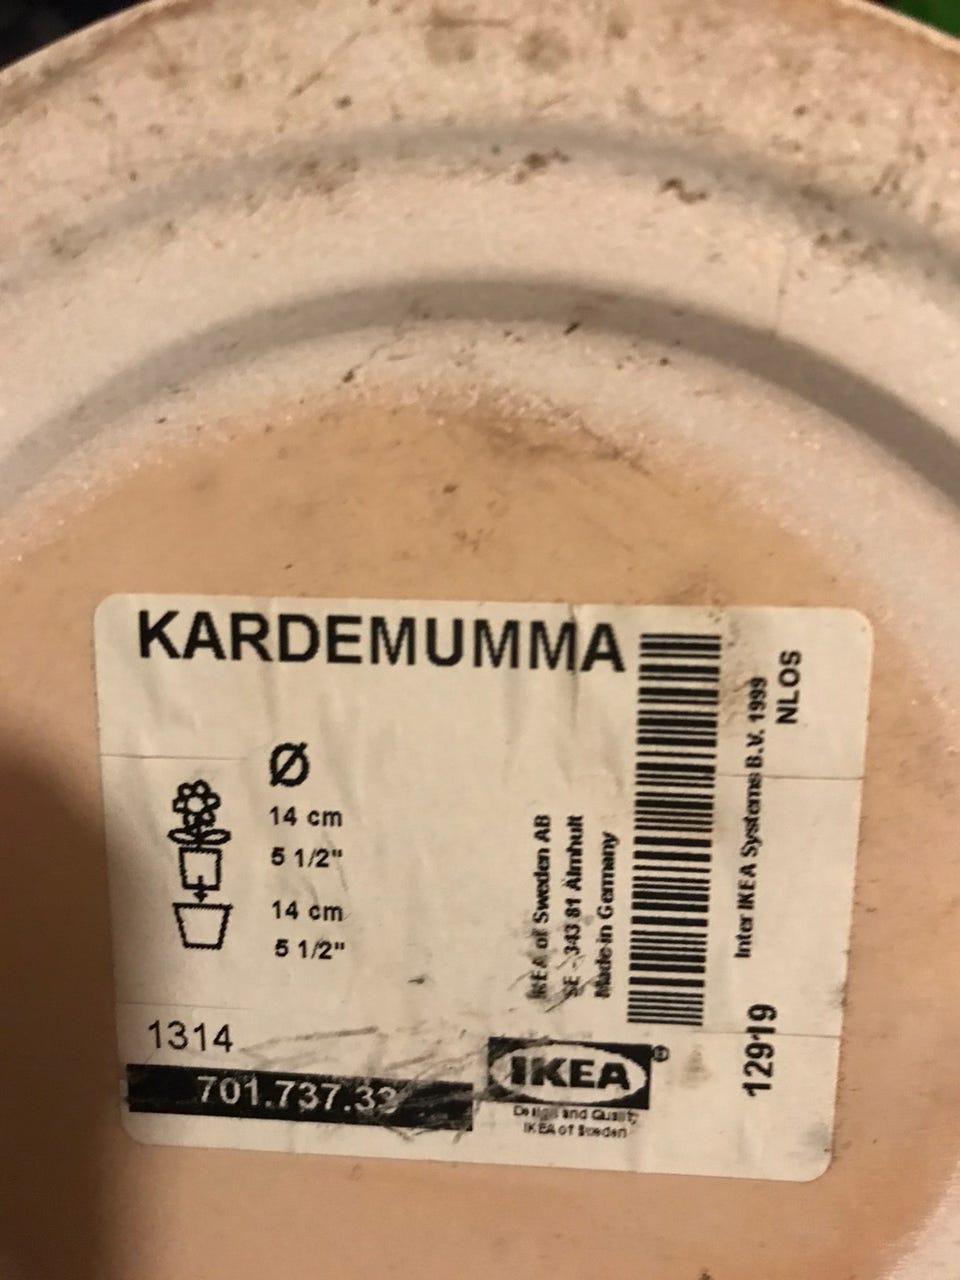 KARDEMUMMA
Ø
14 cm
5 1/2"
14 cm
5 1/2"
1314
701.737.33
IKEA of Sweden AB
SE - 343 81 Älmhult
Made in Germany
Inter IKEA Systems B.V. 1999
NLOS
12919
IKEA®
Design and Quality
IKEA of Sweden